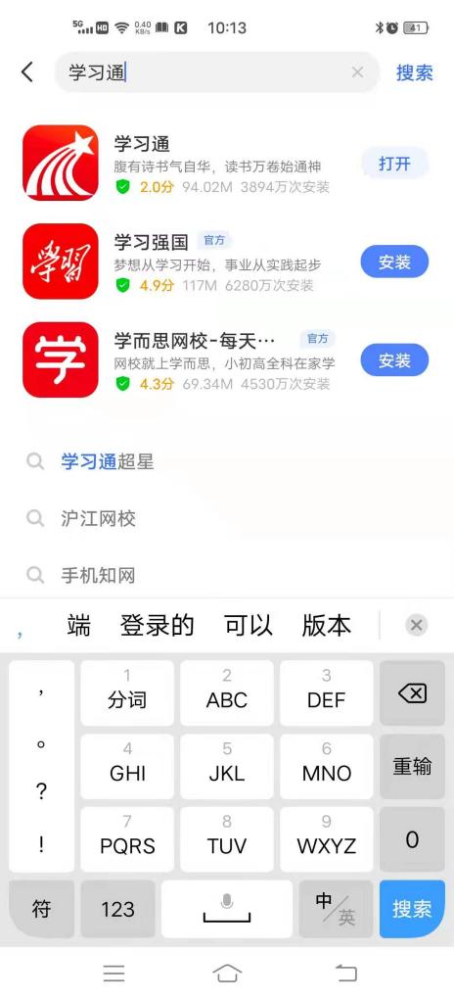 5G HD 0.40 KB/s K 10:13 41
学习通 搜索
学习通
腹有诗书气自华，读书万卷始通神
2.0分 94.02M 3894万次安装
打开
學習
学习强国 官方
梦想从学习开始，事业从实践起步
4.9分 117M 6280万次安装
安装
学
学而思网校-每天… 官方
网校就上学而思，小初高全科在家学
4.3分 69.34M 4530万次安装
安装
学习通超星
沪江网校
手机知网
， 端 登录的 可以 版本
， 1 2 3
分词 ABC DEF
。 4 5 6
GHI JKL MNO 重输
?
7 8 9
! PQRS TUV WXYZ 0
符 123 中/英 搜索